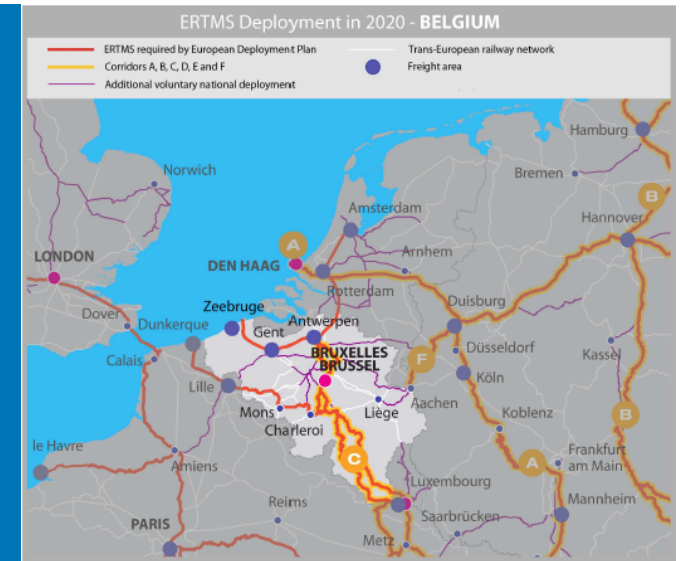 ERTMS Deployment in 2020 - BELGIUM
ERTMS required by European Deployment Plan
Trans-European railway network
Corridors A, B, C, D, E and F
Freight area
Additional voluntary national deployment
Hamburg
Norwich
Bremen
Amsterdam
B
Hannover
A
LONDON
DEN HAAG
Arnhem
Rotterdam
Zeebruge
Duisburg
Dover
Dunkerque
Gent
Antwerpen
BRUXELLES
BRUSSEL
Düsseldorf
Kassel
Calais
F
Köln
Lille
Mons
Liège
Aachen
Charleroi
Koblenz
B
le Havre
Amiens
C
A
Frankfurt
am Main
Luxembourg
Reims
Mannheim
Saarbrücken
PARIS
Metz